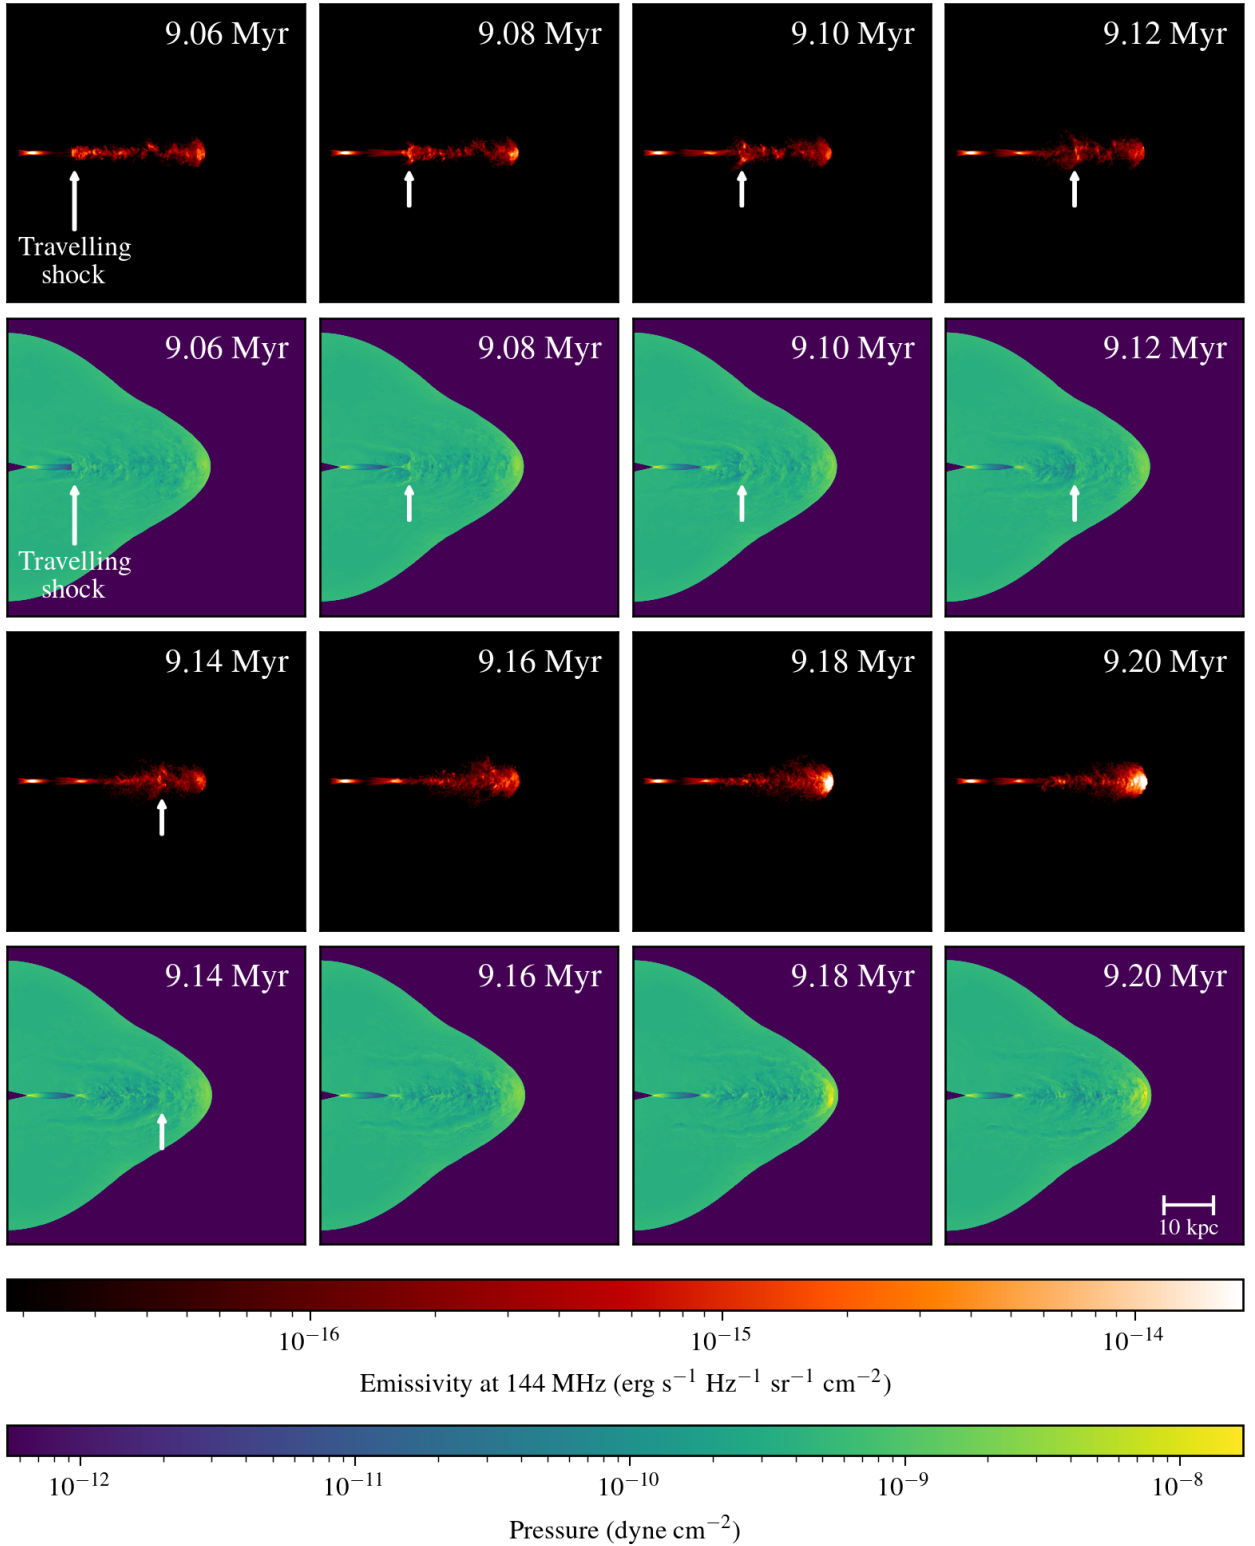 9.06 Myr
9.08 Myr
9.10 Myr
9.12 Myr
Travelling
shock
9.06 Myr
9.08 Myr
9.10 Myr
9.12 Myr
Travelling
shock
9.14 Myr
9.16 Myr
9.18 Myr
9.20 Myr
9.14 Myr
9.16 Myr
9.18 Myr
9.20 Myr
10 kpc
10⁻¹⁶
10⁻¹⁵
10⁻¹⁴
Emissivity at 144 MHz (erg s⁻¹ Hz⁻¹ sr⁻¹ cm⁻²)
10⁻¹²
10⁻¹¹
10⁻¹⁰
10⁻⁹
10⁻⁸
Pressure (dyne cm⁻²)